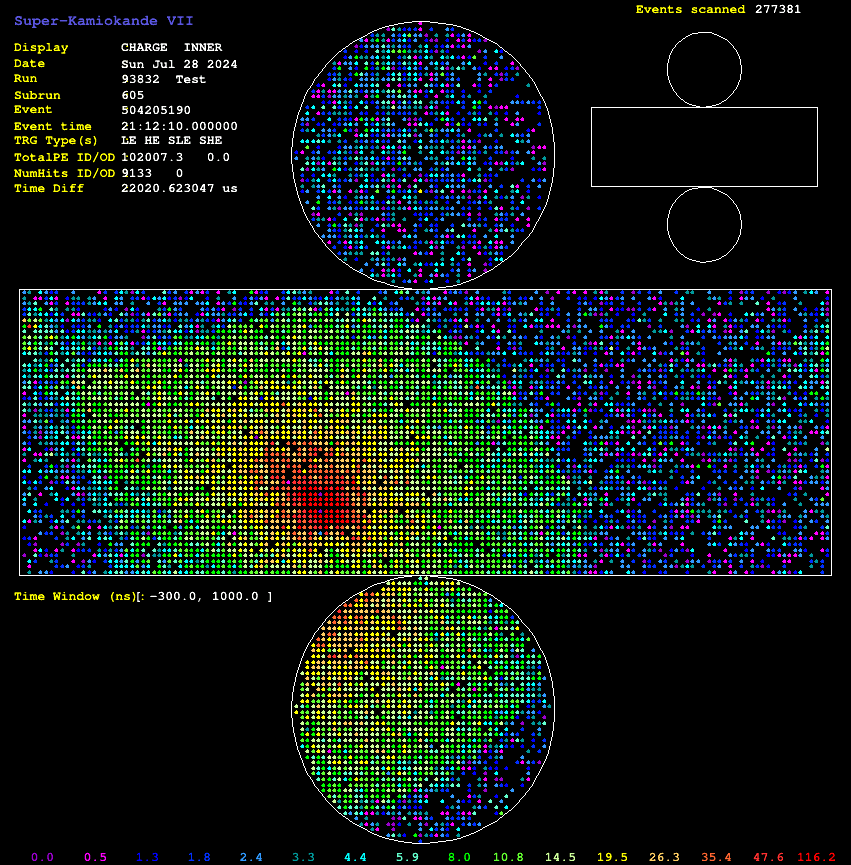 Super-Kamiokande VII
Events scanned 277381
Display CHARGE INNER
Date Sun Jul 28 2024
Run 93832 Test
Subrun 605
Event 504205190
Event time 21:12:10.000000
TRG Type(s) LE HE SLE SHE
TotalPE ID/OD 102007.3 0.0
NumHits ID/OD 9133 0
Time Diff 22020.623047 us
Time Window (ns)[: −300.0, 1000.0 ]
0.0 0.5 1.3 1.8 2.4 3.3 4.4 5.9 8.0 10.8 14.5 19.5 26.3 35.4 47.6 116.2